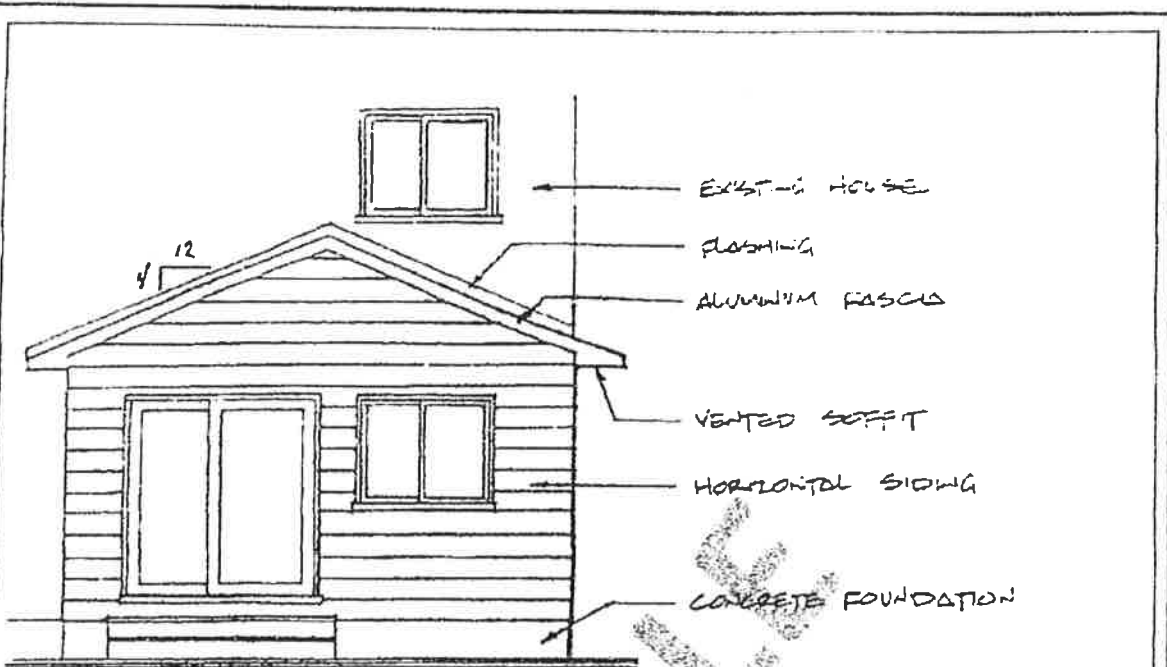 EXISTING HOUSE
12
4
FLASHING
ALUMINUM FASCIA
VENTED SOFFIT
HORIZONTAL SIDING
CONCRETE FOUNDATION